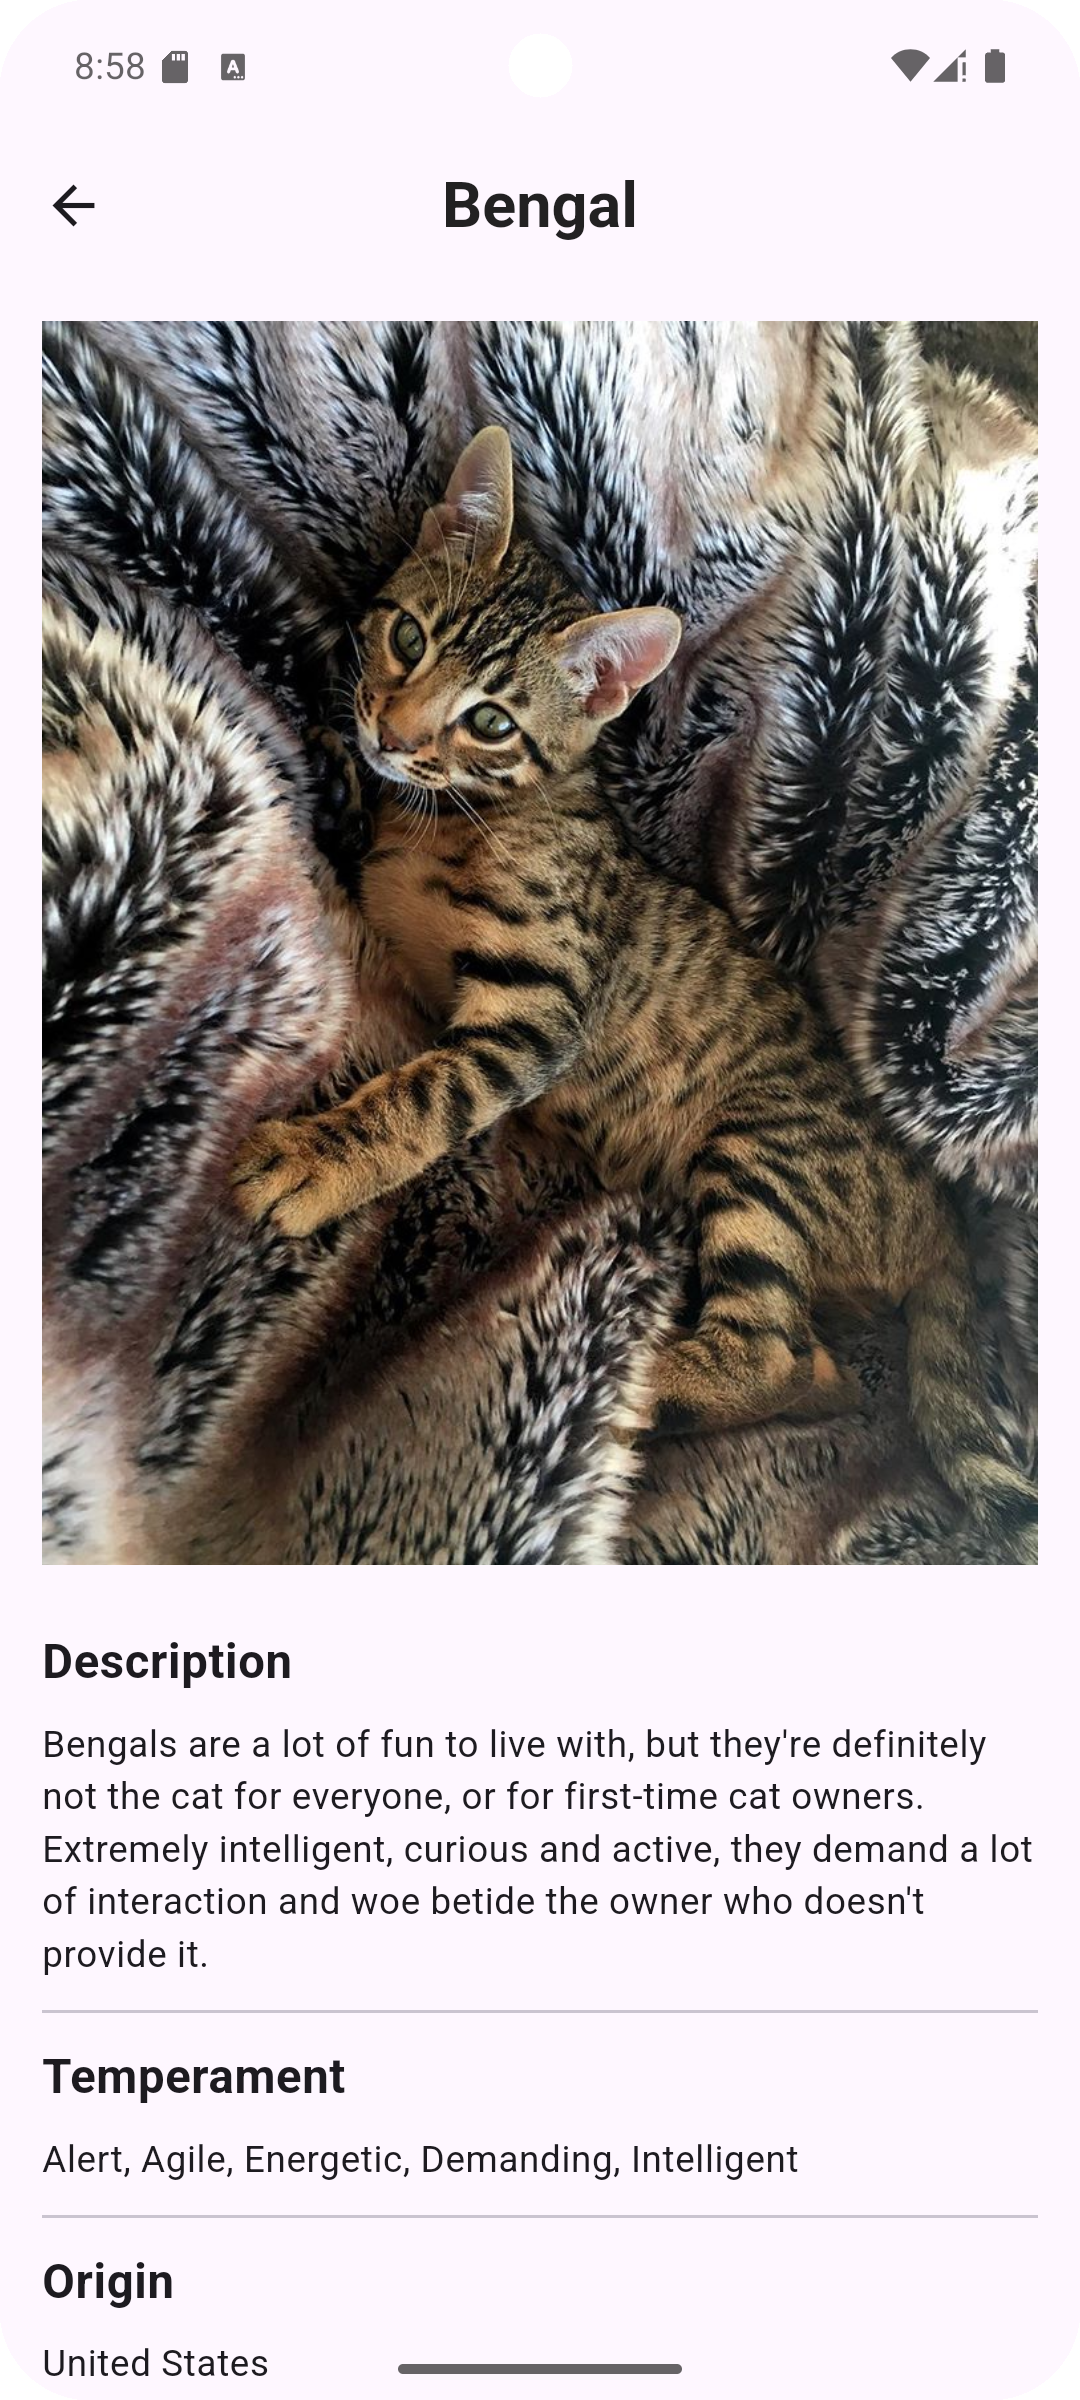 8:58
Bengal
Description
Bengals are a lot of fun to live with, but they're definitely
not the cat for everyone, or for first-time cat owners.
Extremely intelligent, curious and active, they demand a lot
of interaction and woe betide the owner who doesn't
provide it.
Temperament
Alert, Agile, Energetic, Demanding, Intelligent
Origin
United States